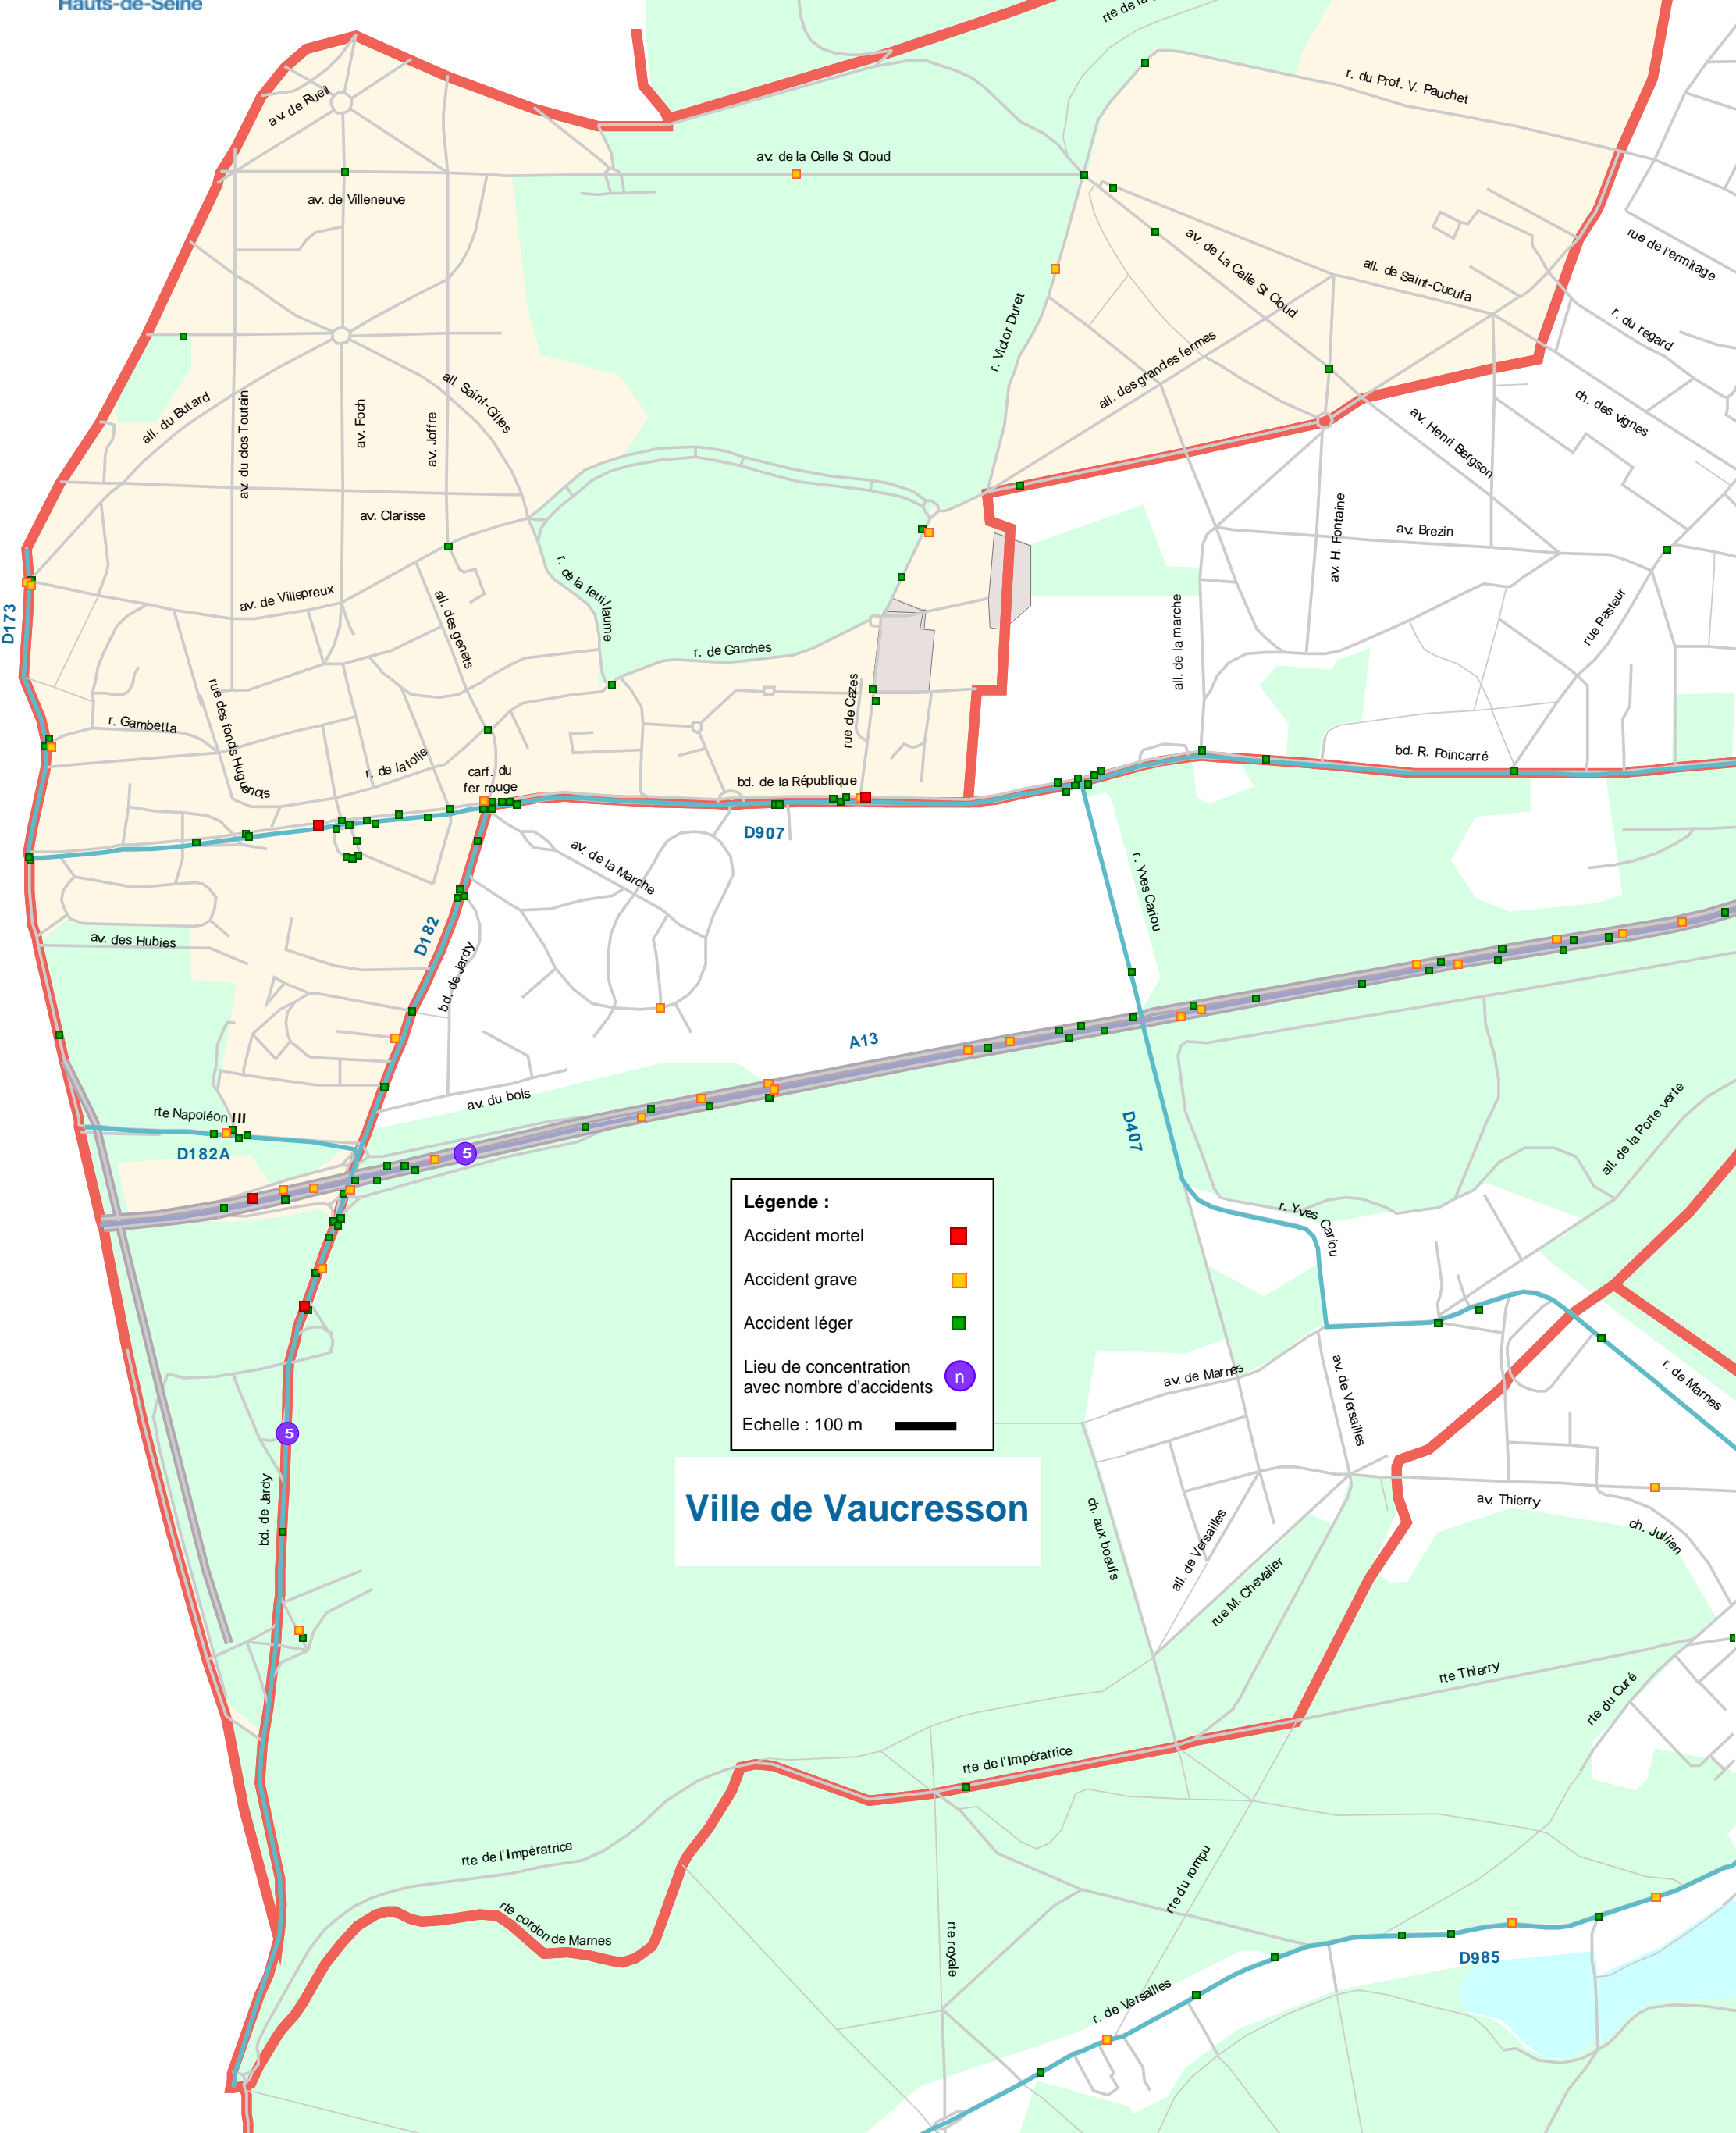 Hauts-de-Seine
rte de la
r. du Prof. V. Pauchet
av. de Rueil
av. de la Celle St Cloud
av. de Villeneuve
rue de l'ermitage
av. de La Celle St Cloud
all. de Saint-Cucufa
r. Victor Duret
r. du regard
all. des grandes fermes
all. du Butard
av. du dos Toutain
av. Foch
av. Joffre
all. Saint-Gilles
ch. des vignes
av. Henri Bergson
av. Clarisse
av. H. Fontaine
av. Brezin
D173
av. de Villepreux
all. des genets
r. de la feuillaume
all. de la marche
rue Pasteur
r. de Garches
rue des fonds Huguenots
r. Gambetta
rue de Cazes
r. de la folie
carf. du
fer rouge
bd. de la République
bd. R. Poincaré
D907
av. de la Marche
r. Yves Cariou
D182
av. des Hubies
bd. de Jardy
A13
av. du bois
rte Napoléon III
D182A
5
D407
all. de la Porte verte
r. Yves Cariou
Légende :
Accident mortel
Accident grave
Accident léger
Lieu de concentration
avec nombre d'accidents
n
Echelle : 100 m
av. de Marnes
av. de Versailles
r. de Marnes
5
bd. de Jardy
Ville de Vaucresson
ch. aux boeufs
all. de Versailles
av. Thierry
ch. Jullien
rue M. Chevalier
rte Thierry
rte du Curé
rte de l'Impératrice
rte de l'Impératrice
rte du rompu
rte cordon de Marnes
rte royale
D985
r. de Versailles